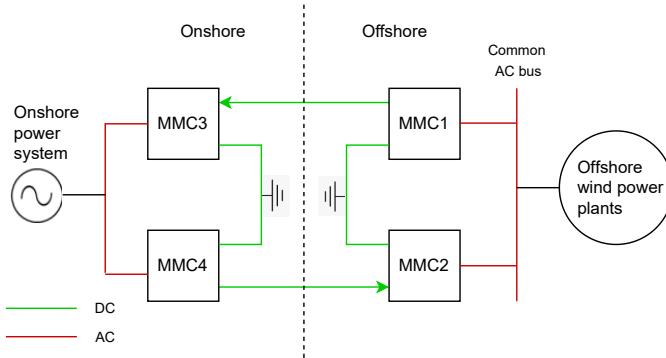 Onshore
Offshore
Common
AC bus
Onshore
power
system
MMC3
MMC1
Offshore
wind power
plants
MMC4
MMC2
DC
AC